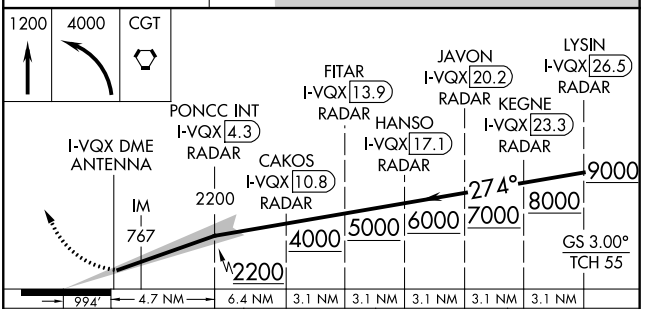 1200 4000 CGT
LYSIN
I-VQX 26.5
RADAR
JAVON
I-VQX 20.2
RADAR
FITAR
I-VQX 13.9
RADAR
KEGNE
I-VQX 23.3
RADAR
PONCC INT
I-VQX 4.3
RADAR
HANSO
I-VQX 17.1
RADAR
I-VQX DME
ANTENNA
CAKOS
I-VQX 10.8
RADAR
IM
767
2200
2200
4000
5000
6000
7000
8000
9000
274°
GS 3.00°
TCH 55
994' 4.7 NM 6.4 NM 3.1 NM 3.1 NM 3.1 NM 3.1 NM 3.1 NM